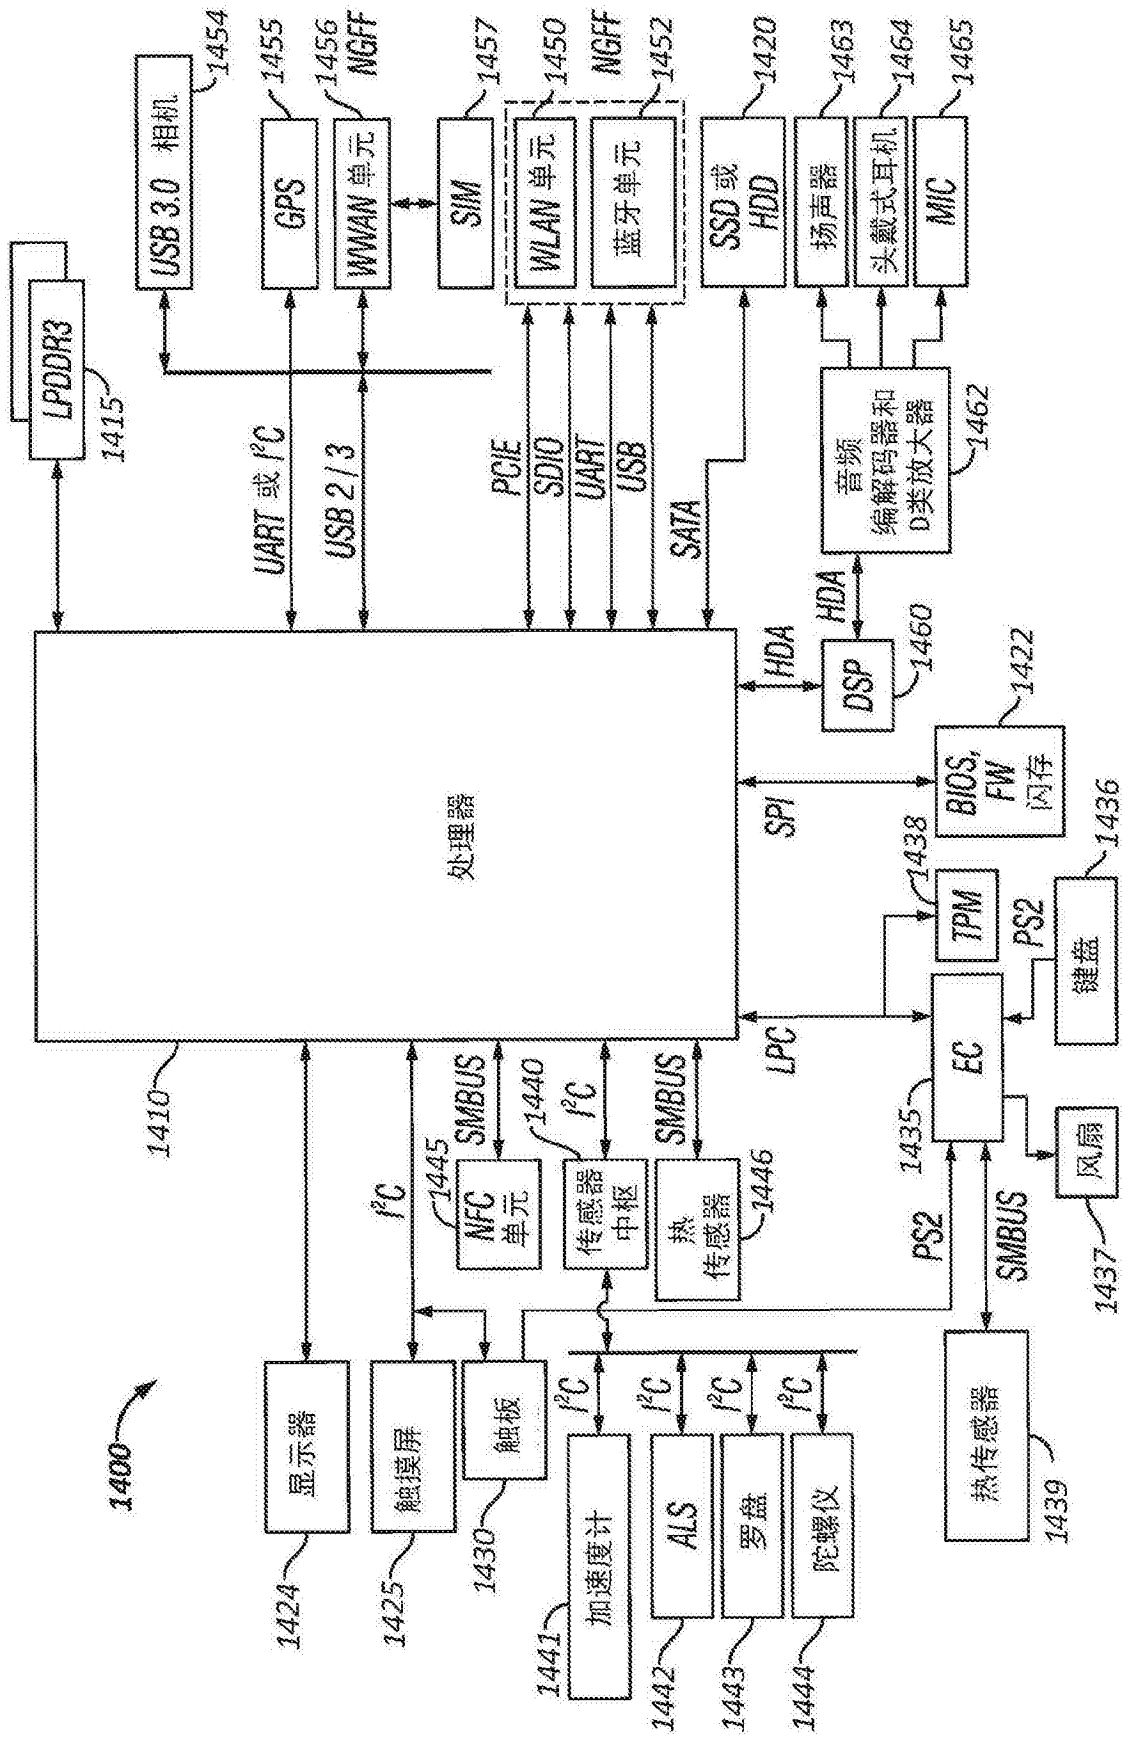 1400
LPDDR3
1415
1410
处理器
USB 3.0 相机
1454
1424
显示器
UART 或 I²C
GPS
1455
1425
触摸屏
I²C
USB 2 / 3
WWAN 单元
1456
NGFF
1430
触板
1445
NFC
单元
SMBUS
SIM
1457
PCIE
SDIO
UART
USB
WLAN 单元
1450
蓝牙单元
NGFF
1452
1441
加速度计
I²C
传感器
中枢
1440
I²C
1442
ALS
I²C
热
传感器
1446
SMBUS
SATA
SSD 或
HDD
1420
1443
罗盘
I²C
1444
陀螺仪
I²C
LPC
SPI
HDA
DSP
1460
HDA
音频
编解码器和
D类放大器
1462
扬声器
1463
头戴式耳机
1464
MIC
1465
PS2
1435
EC
TPM
1438
BIOS,
FW
闪存
1422
热传感器
1439
SMBUS
PS2
风扇
1437
键盘
1436